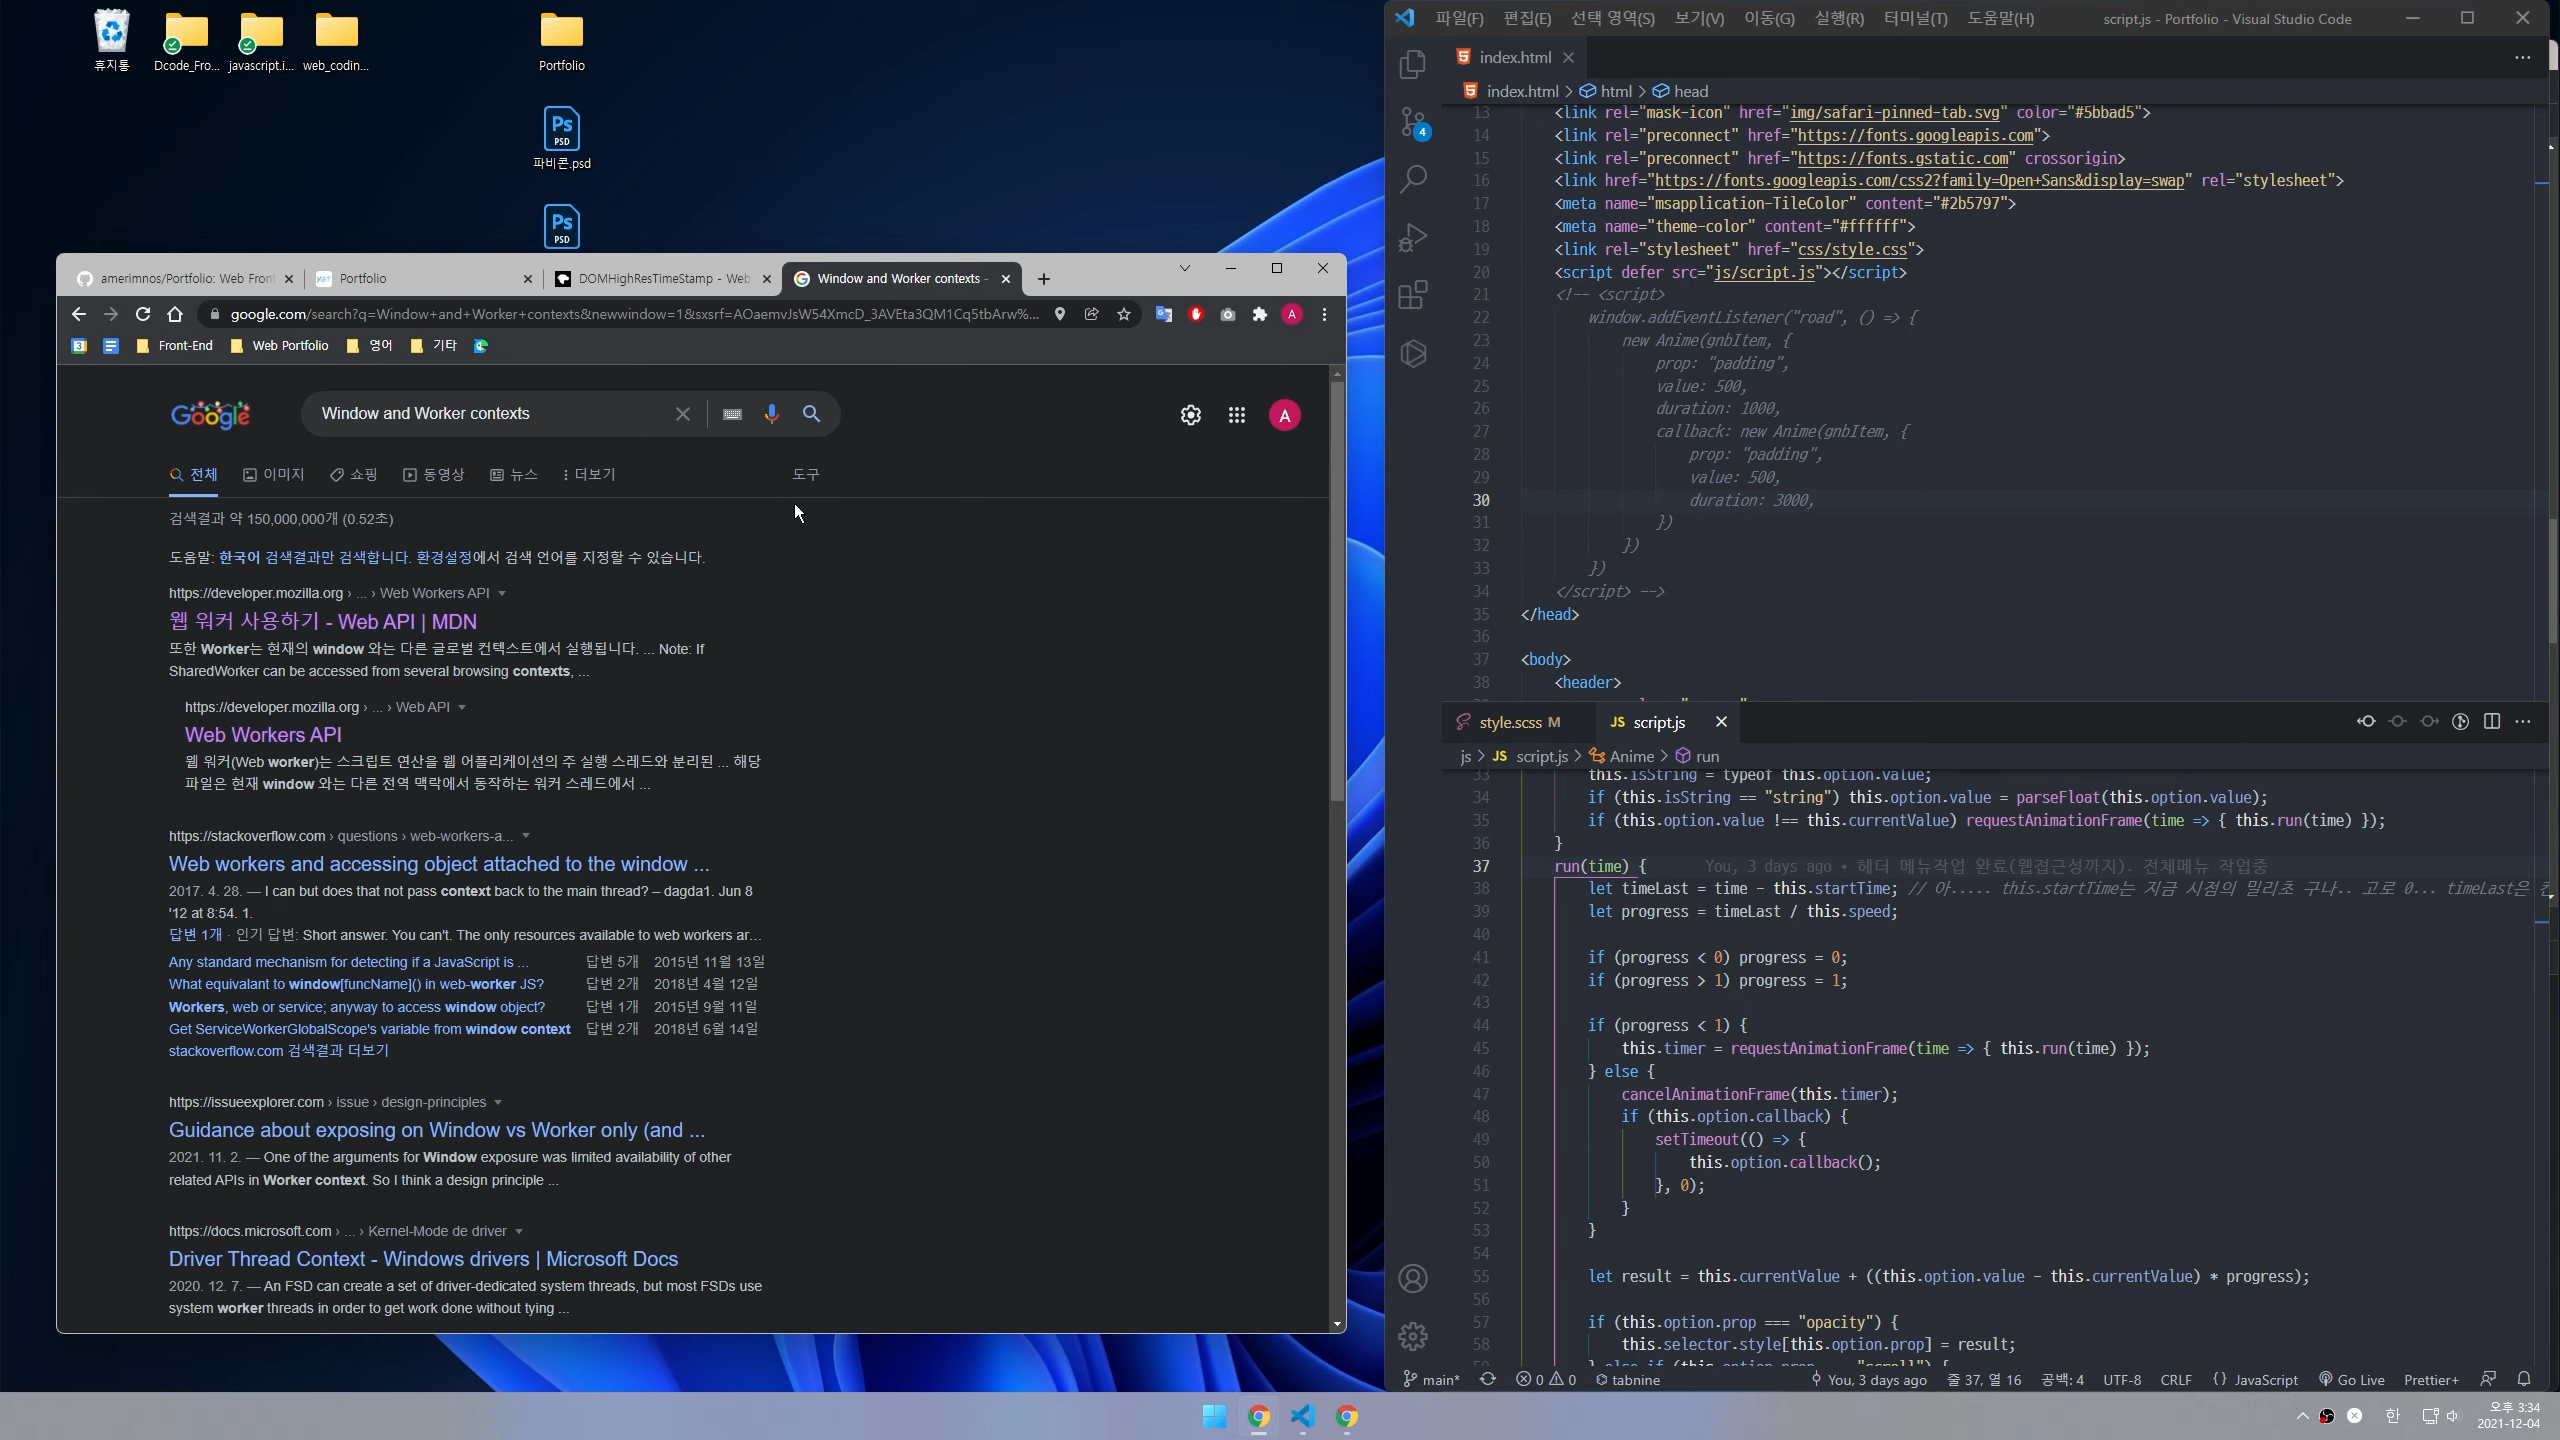 휴지통
Dcode_Fro...
javascript.i...
web_codin...
Portfolio
Ps
PSD
파비콘.psd
Ps
PSD
amerimnos/Portfolio: Web Front
Portfolio
DOMHighResTimeStamp - Web
Window and Worker contexts -
google.com/search?q=Window+and+Worker+contexts&newwindow=1&sxsrf=AOaemvJsW54XmcD_3AVEta3QM1Cq5tbArw%...
A
Front-End
Web Portfolio
영어
기타
Google
Window and Worker contexts
A
전체
이미지
쇼핑
동영상
뉴스
더보기
도구
검색결과 약 150,000,000개 (0.52초)
도움말: 한국어 검색결과만 검색합니다. 환경설정에서 검색 언어를 지정할 수 있습니다.
https://developer.mozilla.org › ... › Web Workers API
웹 워커 사용하기 - Web API | MDN
또한 Worker는 현재의 window 와는 다른 글로벌 컨텍스트에서 실행됩니다. ... Note: If
SharedWorker can be accessed from several browsing contexts, ...
https://developer.mozilla.org › ... › Web API
Web Workers API
웹 워커(Web worker)는 스크립트 연산을 웹 어플리케이션의 주 실행 스레드와 분리된 ... 해당
파일은 현재 window 와는 다른 전역 맥락에서 동작하는 워커 스레드에서 ...
https://stackoverflow.com › questions › web-workers-a...
Web workers and accessing object attached to the window ...
2017. 4. 28. — I can but does that not pass context back to the main thread? – dagda1. Jun 8
'12 at 8:54. 1.
답변 1개 · 인기 답변: Short answer. You can't. The only resources available to web workers ar...
Any standard mechanism for detecting if a JavaScript is ... 답변 5개 2015년 11월 13일
What equivalant to window[funcName]() in web-worker JS? 답변 2개 2018년 4월 12일
Workers, web or service; anyway to access window object? 답변 1개 2015년 9월 11일
Get ServiceWorkerGlobalScope's variable from window context 답변 2개 2018년 6월 14일
stackoverflow.com 검색결과 더보기
https://issueexplorer.com › issue › design-principles
Guidance about exposing on Window vs Worker only (and ...
2021. 11. 2. — One of the arguments for Window exposure was limited availability of other
related APIs in Worker context. So I think a design principle ...
https://docs.microsoft.com › ... › Kernel-Mode de driver
Driver Thread Context - Windows drivers | Microsoft Docs
2020. 12. 7. — An FSD can create a set of driver-dedicated system threads, but most FSDs use
system worker threads in order to get work done without tying ...
파일(F) 편집(E) 선택 영역(S) 보기(V) 이동(G) 실행(R) 터미널(T) 도움말(H)
script.js - Portfolio - Visual Studio Code
index.html
index.html > html > head
4
13 <link rel="mask-icon" href="img/safari-pinned-tab.svg" color="#5bbad5">
14 <link rel="preconnect" href="https://fonts.googleapis.com">
15 <link rel="preconnect" href="https://fonts.gstatic.com" crossorigin>
16 <link href="https://fonts.googleapis.com/css2?family=Open+Sans&display=swap" rel="stylesheet">
17 <meta name="msapplication-TileColor" content="#2b5797">
18 <meta name="theme-color" content="#ffffff">
19 <link rel="stylesheet" href="css/style.css">
20 <script defer src="js/script.js"></script>
21 <!-- <script>
22 window.addEventListener("road", () => {
23 new Anime(gnbItem, {
24 prop: "padding",
25 value: 500,
26 duration: 1000,
27 callback: new Anime(gnbItem, {
28 prop: "padding",
29 value: 500,
30 duration: 3000,
31 })
32 })
33 })
34 </script> -->
35 </head>
36
37 <body>
38 <header>
style.scss M
JS script.js
js > JS script.js > Anime > run
33 this.isString = typeof this.option.value;
34 if (this.isString == "string") this.option.value = parseFloat(this.option.value);
35 if (this.option.value !== this.currentValue) requestAnimationFrame(time => { this.run(time) });
36 }
37 run(time) { You, 3 days ago • 헤더 메뉴작업 완료(웹접근성까지). 전체메뉴 작업중
38 let timeLast = time - this.startTime; // 아..... this.startTime는 지금 시점의 밀리초 구나.. 고로 0... timeLast은
39 let progress = timeLast / this.speed;
40
41 if (progress < 0) progress = 0;
42 if (progress > 1) progress = 1;
43
44 if (progress < 1) {
45 this.timer = requestAnimationFrame(time => { this.run(time) });
46 } else {
47 cancelAnimationFrame(this.timer);
48 if (this.option.callback) {
49 setTimeout(() => {
50 this.option.callback();
51 }, 0);
52 }
53 }
54
55 let result = this.currentValue + ((this.option.value - this.currentValue) * progress);
56
57 if (this.option.prop === "opacity") {
58 this.selector.style[this.option.prop] = result;
main*
0
0
tabnine
You, 3 days ago
줄 37, 열 16
공백: 4
UTF-8
CRLF
{} JavaScript
Go Live
Prettier+
한
오후 3:34
2021-12-04